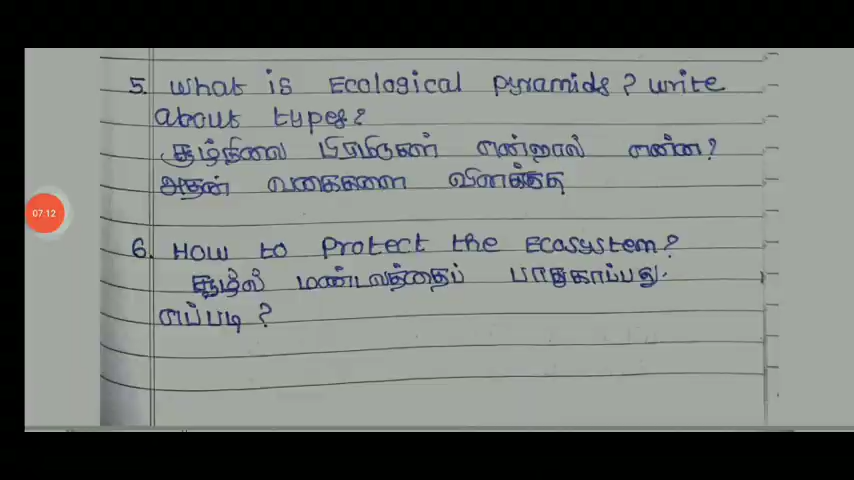 5. What is Ecological pyramids? write
about types?
சூழ்நிலை பிரமிடுகள் என்றால் என்ன?
அதன் வகைகளை விளக்குக
07:12
6. How to protect the Ecosystem?
சூழல் மண்டலத்தைப் பாதுகாப்பது
எப்படி?